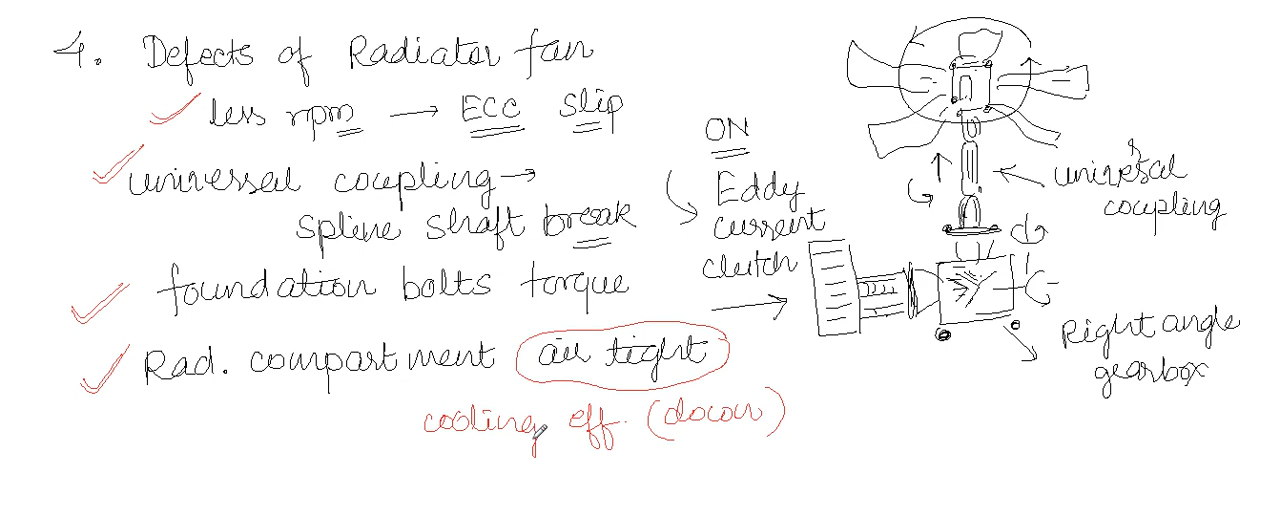 4. Defects of Radiator fan
less rpm → ECC slip
universal coupling →
spline shaft break
foundation bolts torque
Rad. compartment air tight
cooling eff. (down)
ON
Eddy
current
clutch
universal
coupling
Right angle
gearbox